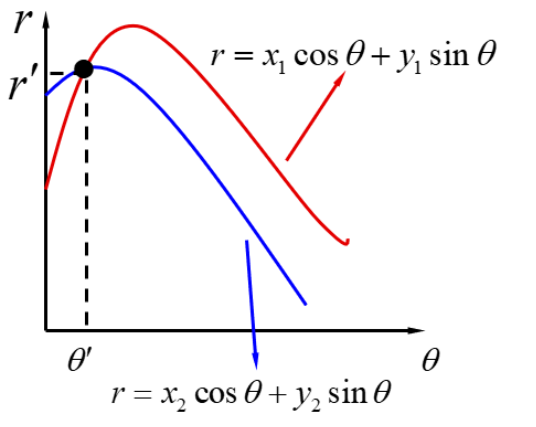 r
r = x₁ cos θ + y₁ sin θ
r′
θ′
θ
r = x₂ cos θ + y₂ sin θ